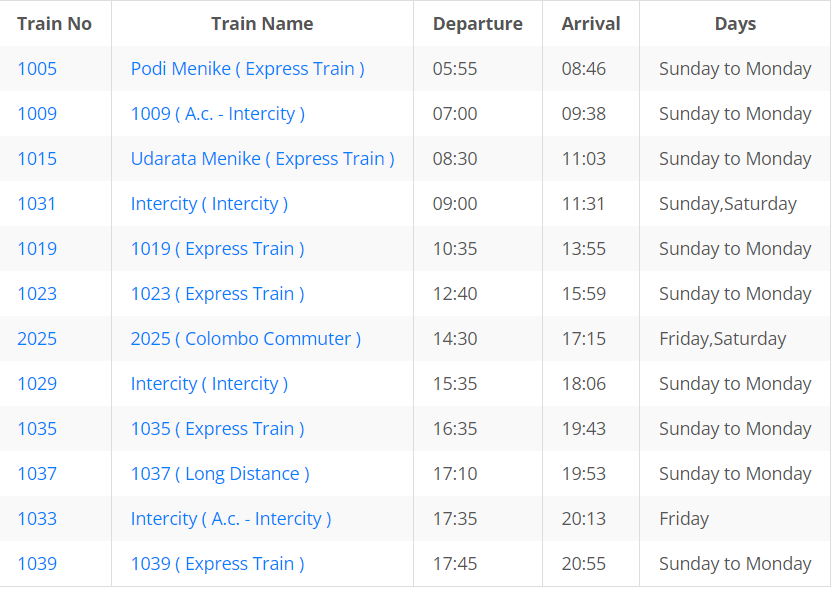 Train No Train Name Departure Arrival Days
1005 Podi Menike ( Express Train ) 05:55 08:46 Sunday to Monday
1009 1009 ( A.c. - Intercity ) 07:00 09:38 Sunday to Monday
1015 Udarata Menike ( Express Train ) 08:30 11:03 Sunday to Monday
1031 Intercity ( Intercity ) 09:00 11:31 Sunday,Saturday
1019 1019 ( Express Train ) 10:35 13:55 Sunday to Monday
1023 1023 ( Express Train ) 12:40 15:59 Sunday to Monday
2025 2025 ( Colombo Commuter ) 14:30 17:15 Friday,Saturday
1029 Intercity ( Intercity ) 15:35 18:06 Sunday to Monday
1035 1035 ( Express Train ) 16:35 19:43 Sunday to Monday
1037 1037 ( Long Distance ) 17:10 19:53 Sunday to Monday
1033 Intercity ( A.c. - Intercity ) 17:35 20:13 Friday
1039 1039 ( Express Train ) 17:45 20:55 Sunday to Monday